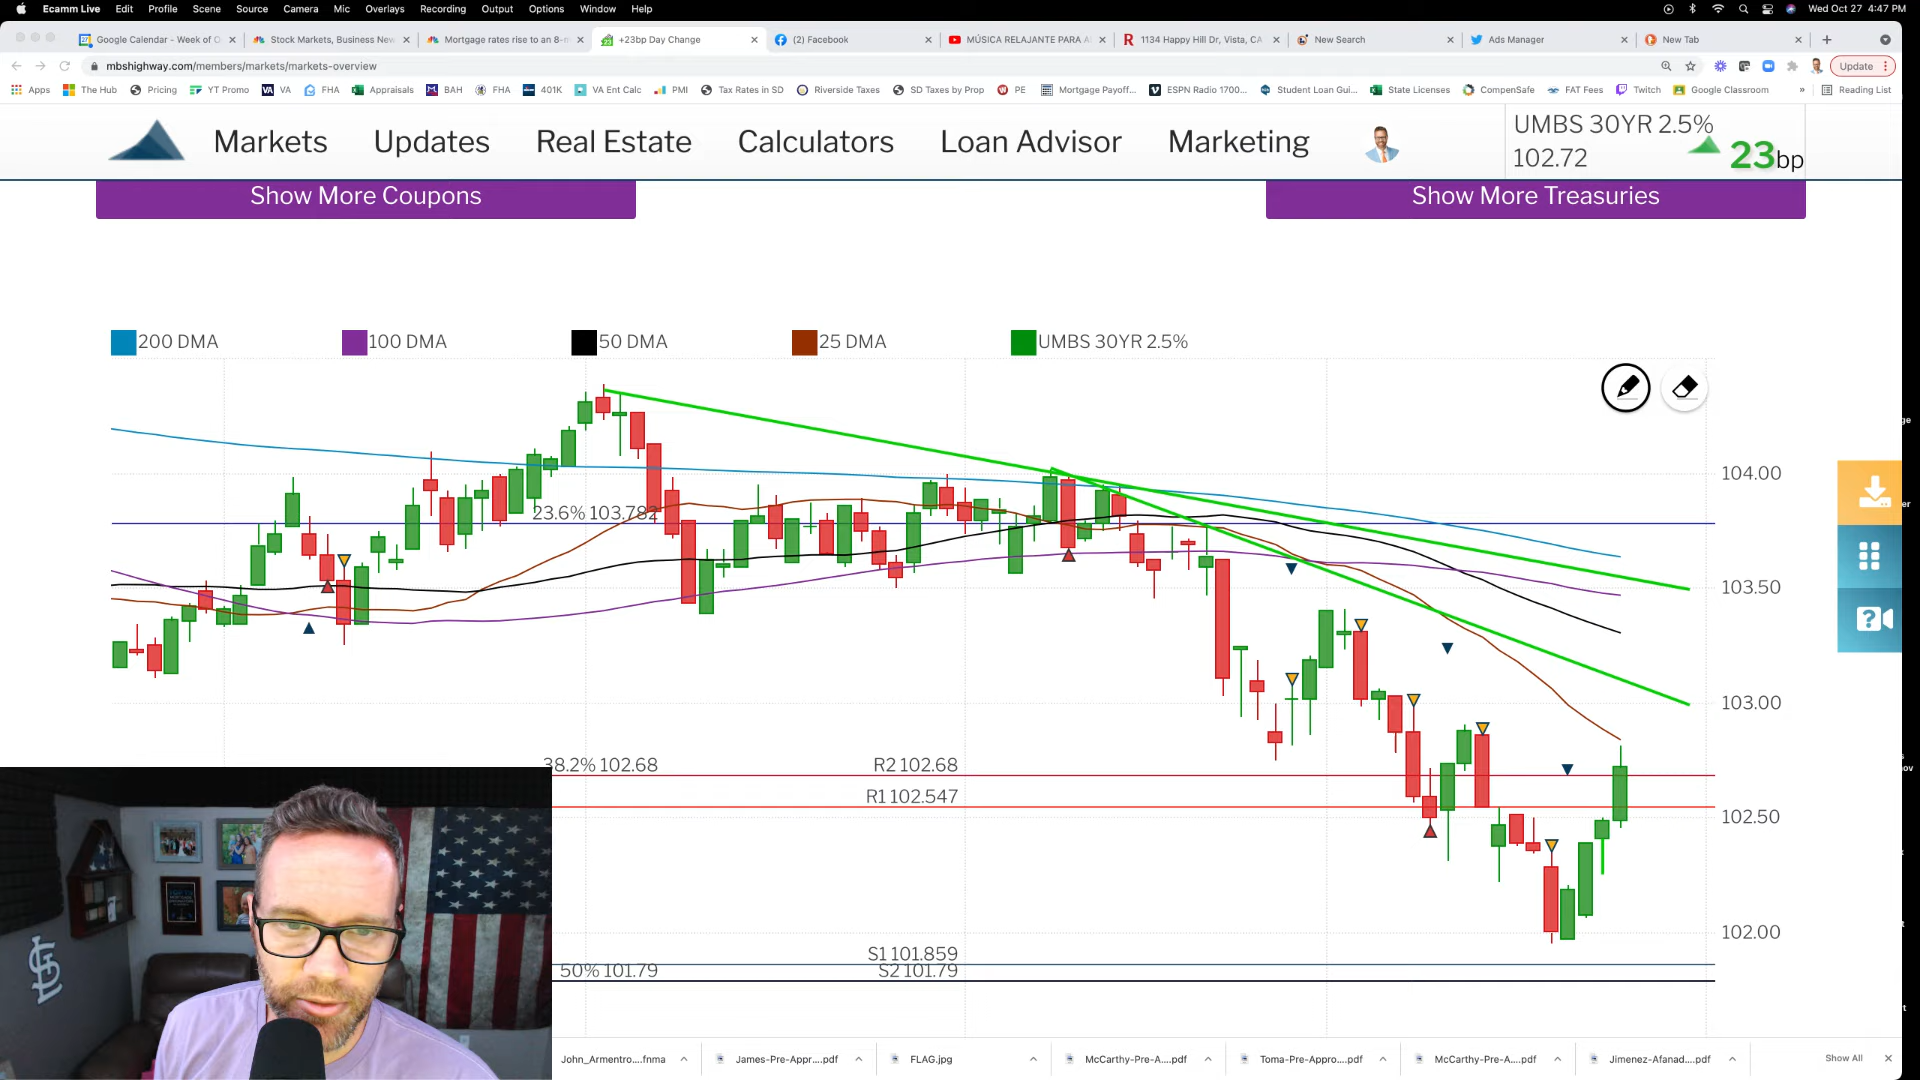 Ecamm Live Edit Profile Scene Source Camera Mic Overlays Recording Output Options Window Help Wed Oct 27 4:47 PM
Google Calendar - Week of O Stock Markets, Business New Mortgage rates rise to an 8-m +23bp Day Change (2) Facebook MÚSICA RELAJANTE PARA A 1134 Happy Hill Dr, Vista, CA New Search Ads Manager New Tab
mbshighway.com/members/markets/markets-overview Update
Apps The Hub Pricing YT Promo VA FHA Appraisals BAH FHA 401K VA Ent Calc PMI Tax Rates in SD Riverside Taxes SD Taxes by Prop PE Mortgage Payoff... ESPN Radio 1700... Student Loan Gui... State Licenses CompenSafe FAT Fees Twitch Google Classroom » Reading List
Markets Updates Real Estate Calculators Loan Advisor Marketing
UMBS 30YR 2.5%
102.72 23bp
Show More Coupons Show More Treasuries
200 DMA 100 DMA 50 DMA 25 DMA UMBS 30YR 2.5%
104.00
23.6% 103.782
103.50
103.00
38.2% 102.68 R2 102.68
R1 102.547
102.50
102.00
S1 101.859
50% 101.79 S2 101.79
John_Armentro....fnma James-Pre-Appr....pdf FLAG.jpg McCarthy-Pre-A....pdf Toma-Pre-Appro....pdf McCarthy-Pre-A....pdf Jimenez-Afanad....pdf Show All